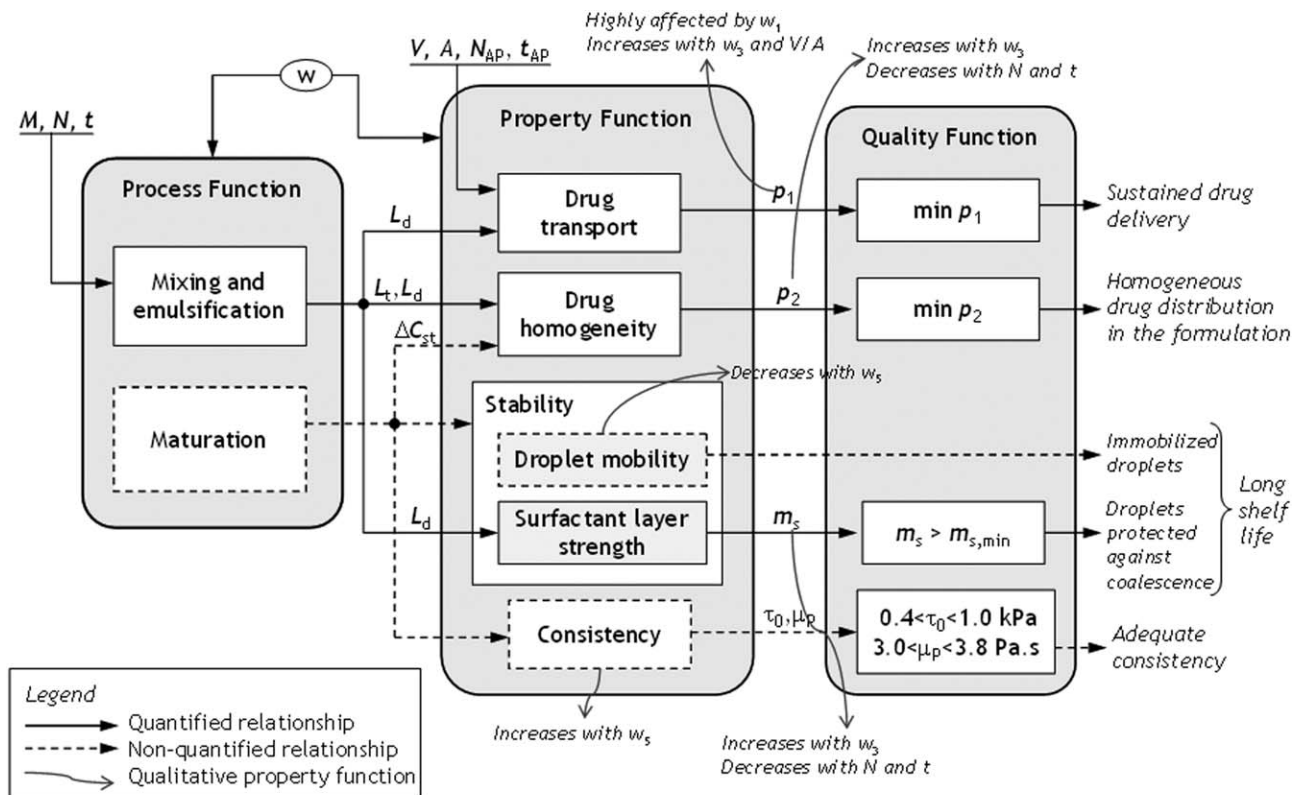 Highly affected by w1
Increases with w3 and V/A
Increases with w3
Decreases with N and t
V, A, NAP, tAP
w
M, N, t
Process Function
Property Function
Quality Function
Mixing and
emulsification
Maturation
Ld
Lt, Ld
ΔCst
Ld
Drug
transport
Drug
homogeneity
Decreases with w5
Stability
Droplet mobility
Surfactant layer
strength
Consistency
p1
p2
ms
τ0, μP
min p1
min p2
ms > ms,min
0.4<τ0<1.0 kPa
3.0<μP<3.8 Pa.s
Sustained drug
delivery
Homogeneous
drug distribution
in the formulation
Immobilized
droplets
Droplets
protected
against
coalescence
Long
shelf
life
Adequate
consistency
Increases with w5
Increases with w3
Decreases with N and t
Legend
Quantified relationship
Non-quantified relationship
Qualitative property function